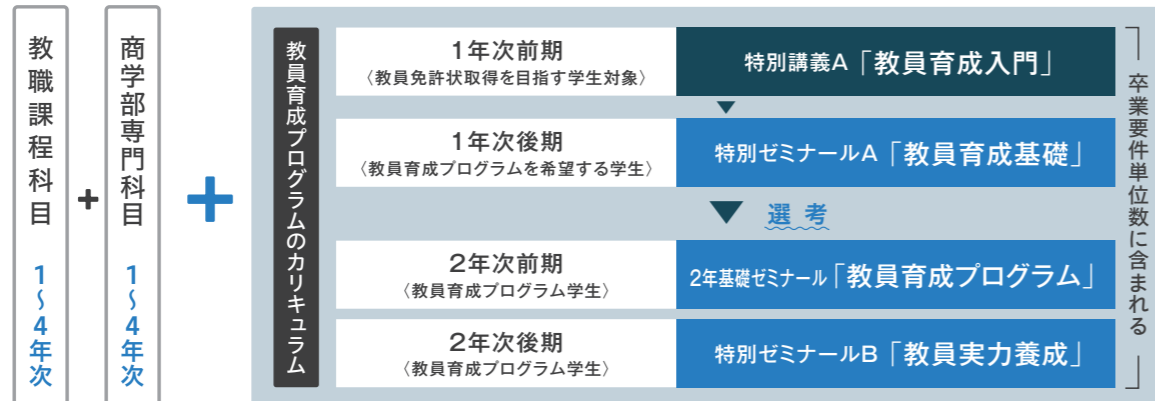 教職課程科目 1～4年次
+
商学部専門科目 1～4年次
+
教員育成プログラムのカリキュラム
1年次前期
〈教員免許状取得を目指す学生対象〉
特別講義A「教員育成入門」
1年次後期
〈教員育成プログラムを希望する学生〉
特別ゼミナールA「教員育成基礎」
選考
2年次前期
〈教員育成プログラム学生〉
2年基礎ゼミナール「教員育成プログラム」
2年次後期
〈教員育成プログラム学生〉
特別ゼミナールB「教員実力養成」
卒業要件単位数に含まれる